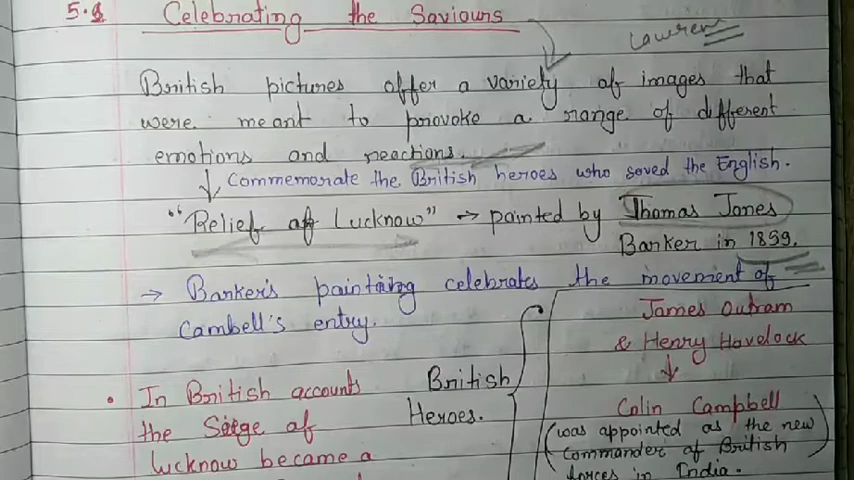 5.1 Celebrating the Saviours
Lawren
British pictures offer a variety of images that
were meant to provoke a range of different
emotions and reactions.
↓ Commemorate the British heroes who saved the English.
"Relief of Lucknow" → painted by Thomas Jones
Barker in 1859.
→ Barker's painting celebrates the movement of
Cambell's entry.
James Outram
& Henry Havelock
↓
Colin Campbell
(was appointed as the new
Commander of British
forces in India.)
British
Heroes.
• In British accounts
the Seige of
lucknow became a